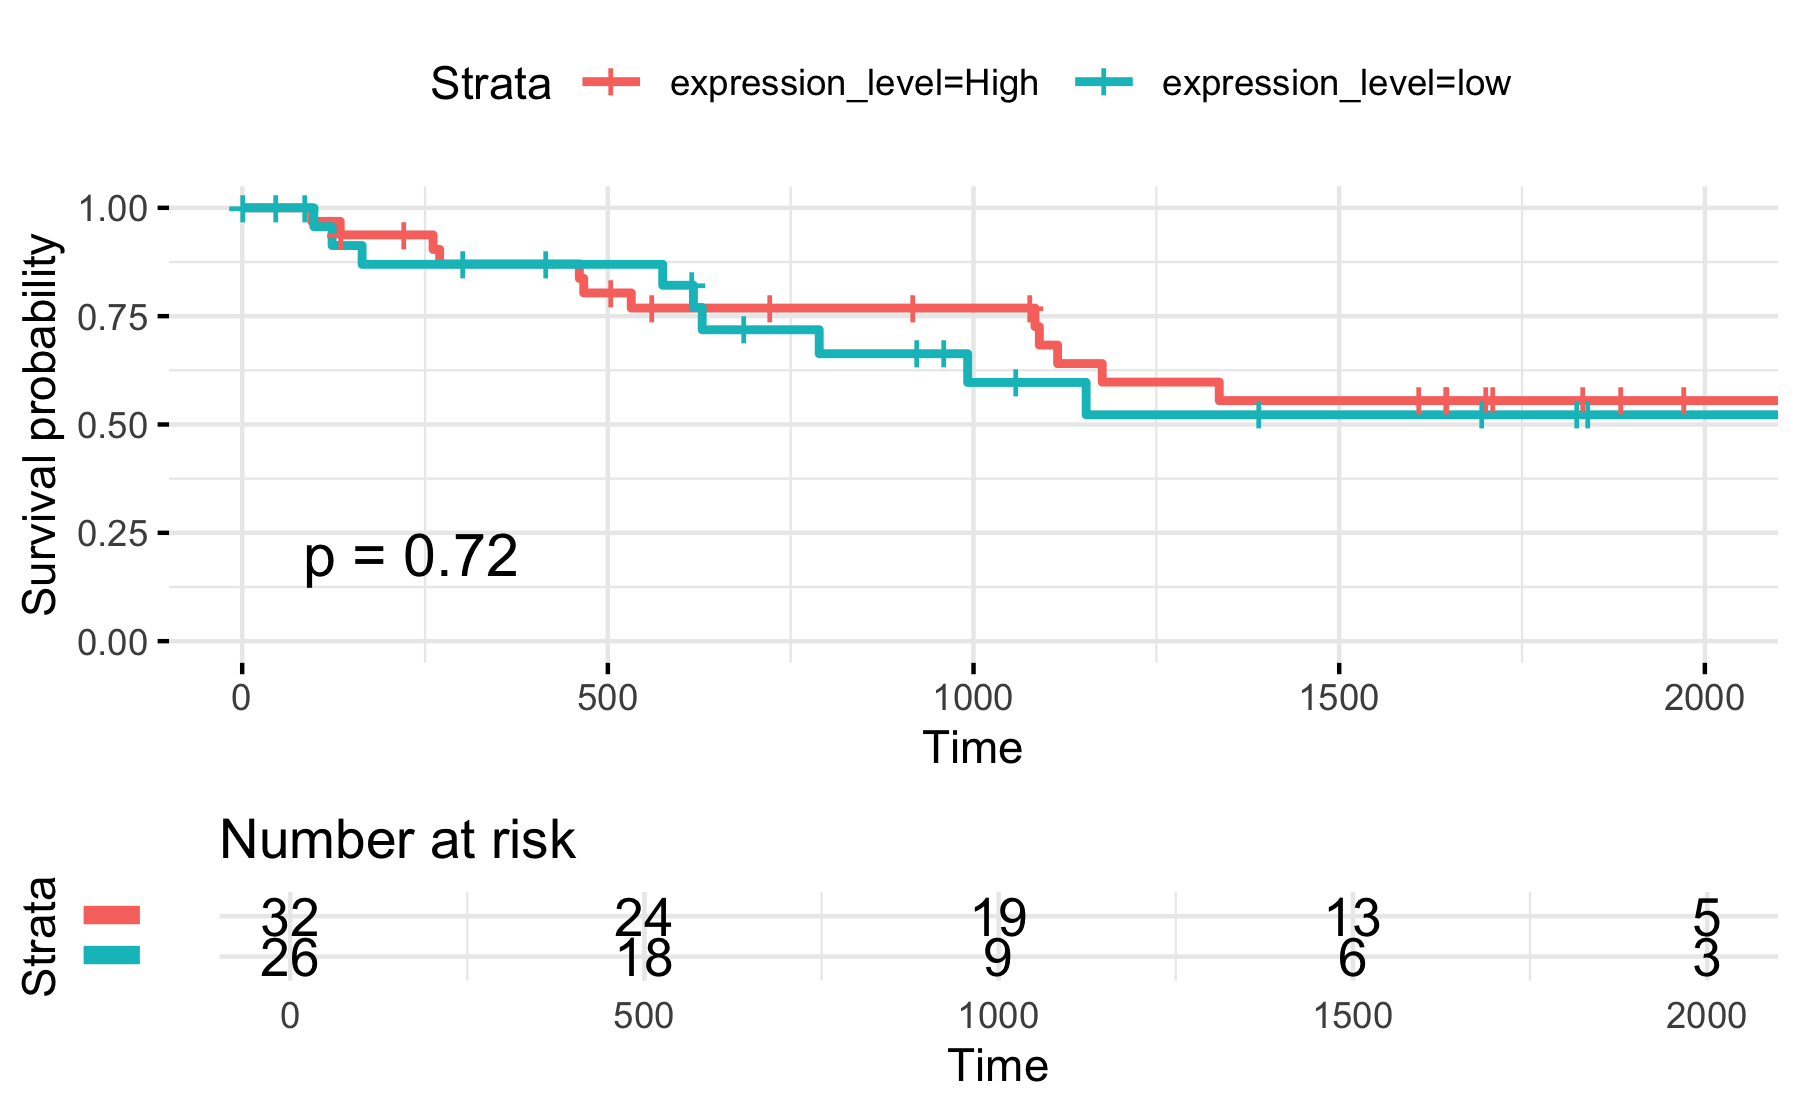 Strata expression_level=High expression_level=low
Survival probability
1.00
0.75
0.50
0.25
0.00
p = 0.72
0 500 1000 1500 2000
Time
Number at risk
Strata
32 24 19 13 5
26 18 9 6 3
0 500 1000 1500 2000
Time